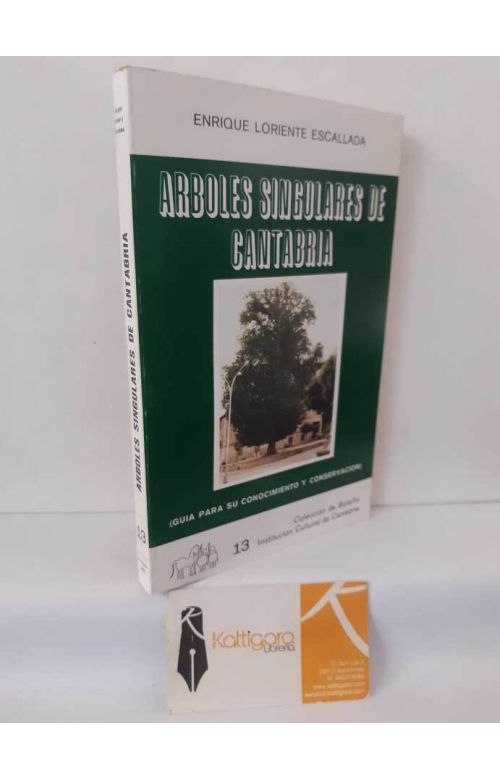 ENRIQUE LORIENTE ESCALLADA
ARBOLES SINGULARES DE
CANTABRIA
(GUIA PARA SU CONOCIMIENTO Y CONSERVACION)
Colección de Bolsillo
13 Institución Cultural de Cantabria
ARBOLES SINGULARES DE CANTABRIA
13
Kattigara
Librería